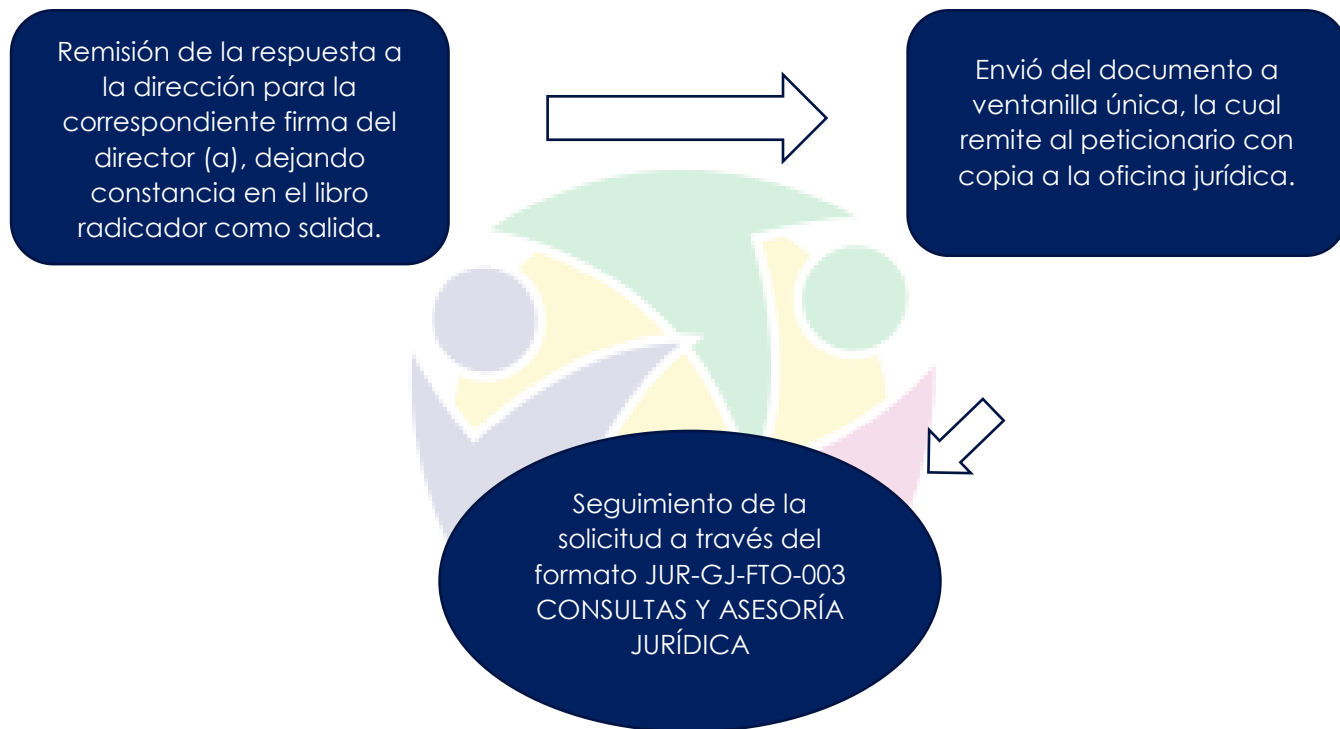 Remisión de la respuesta a
la dirección para la
correspondiente firma del
director (a), dejando
constancia en el libro
radicador como salida.
Envió del documento a
ventanilla única, la cual
remite al peticionario con
copia a la oficina jurídica.
Seguimiento de la
solicitud a través del
formato JUR-GJ-FTO-003
CONSULTAS Y ASESORÍA
JURÍDICA